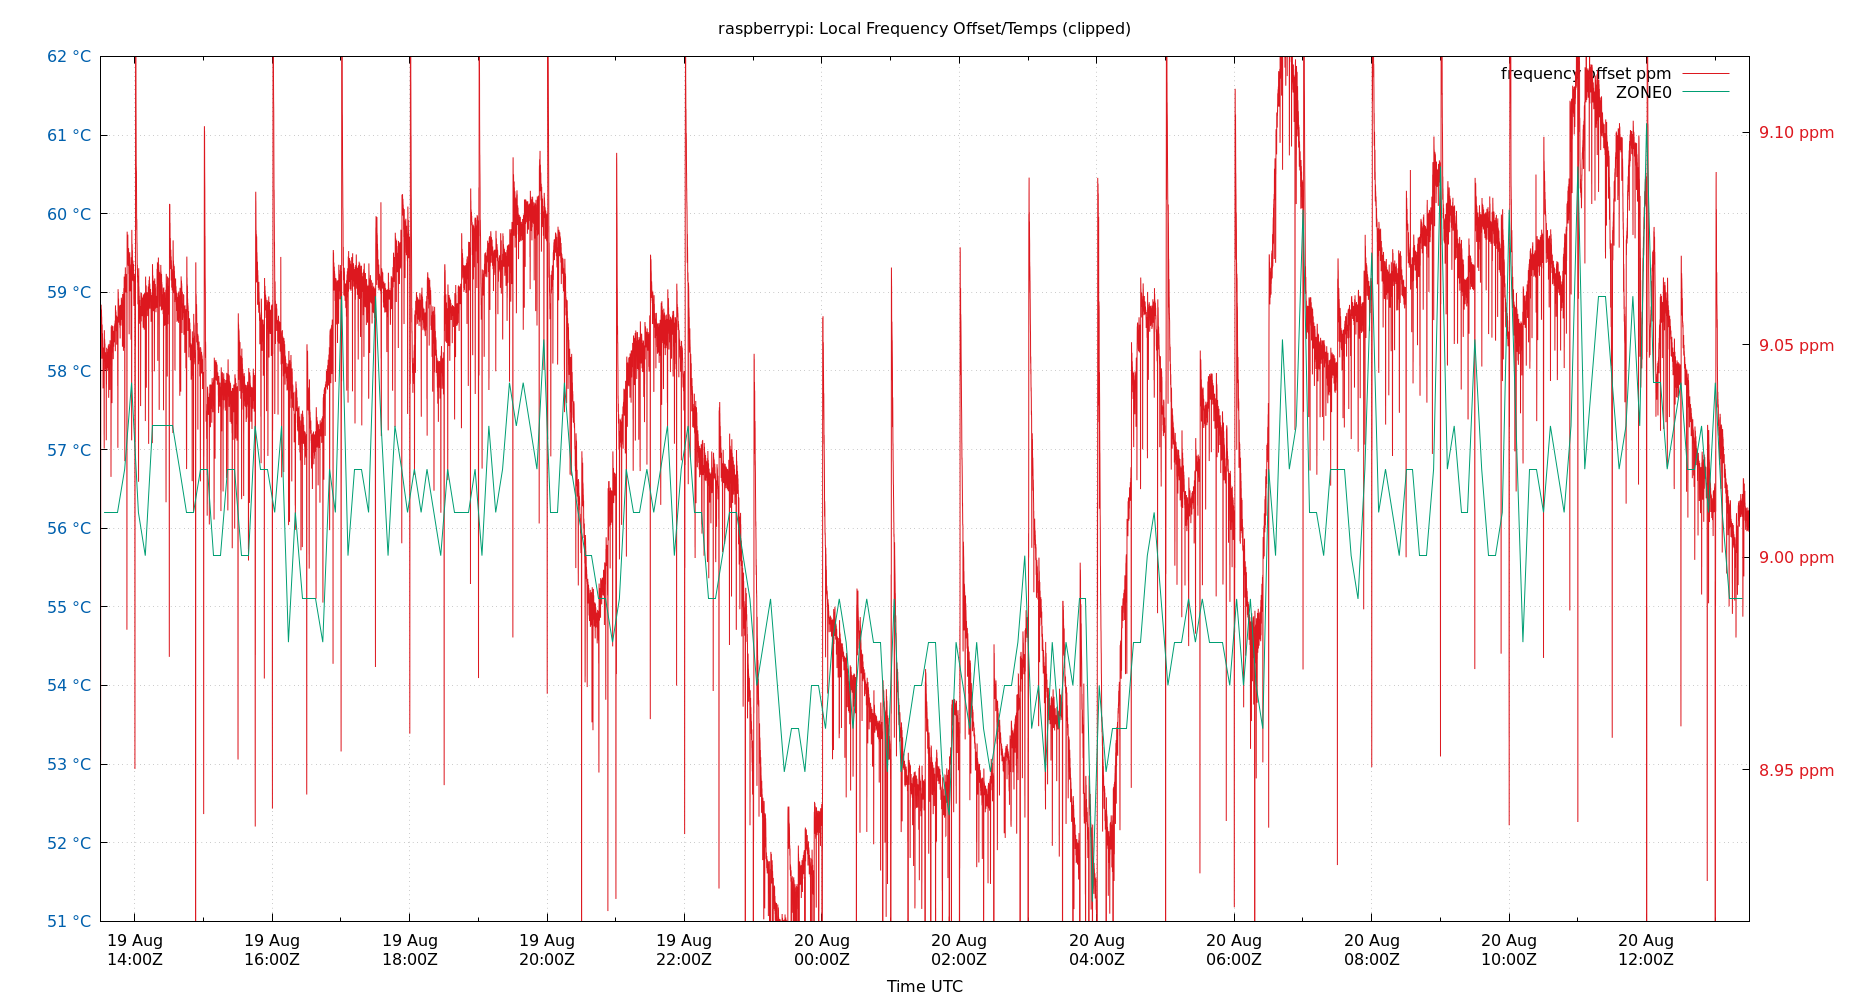 raspberrypi: Local Frequency Offset/Temps (clipped)
62 °C
61 °C
60 °C
59 °C
58 °C
57 °C
56 °C
55 °C
54 °C
53 °C
52 °C
51 °C
frequency offset ppm
ZONE0
9.10 ppm
9.05 ppm
9.00 ppm
8.95 ppm
19 Aug
14:00Z
19 Aug
16:00Z
19 Aug
18:00Z
19 Aug
20:00Z
19 Aug
22:00Z
20 Aug
00:00Z
20 Aug
02:00Z
20 Aug
04:00Z
20 Aug
06:00Z
20 Aug
08:00Z
20 Aug
10:00Z
20 Aug
12:00Z
Time UTC